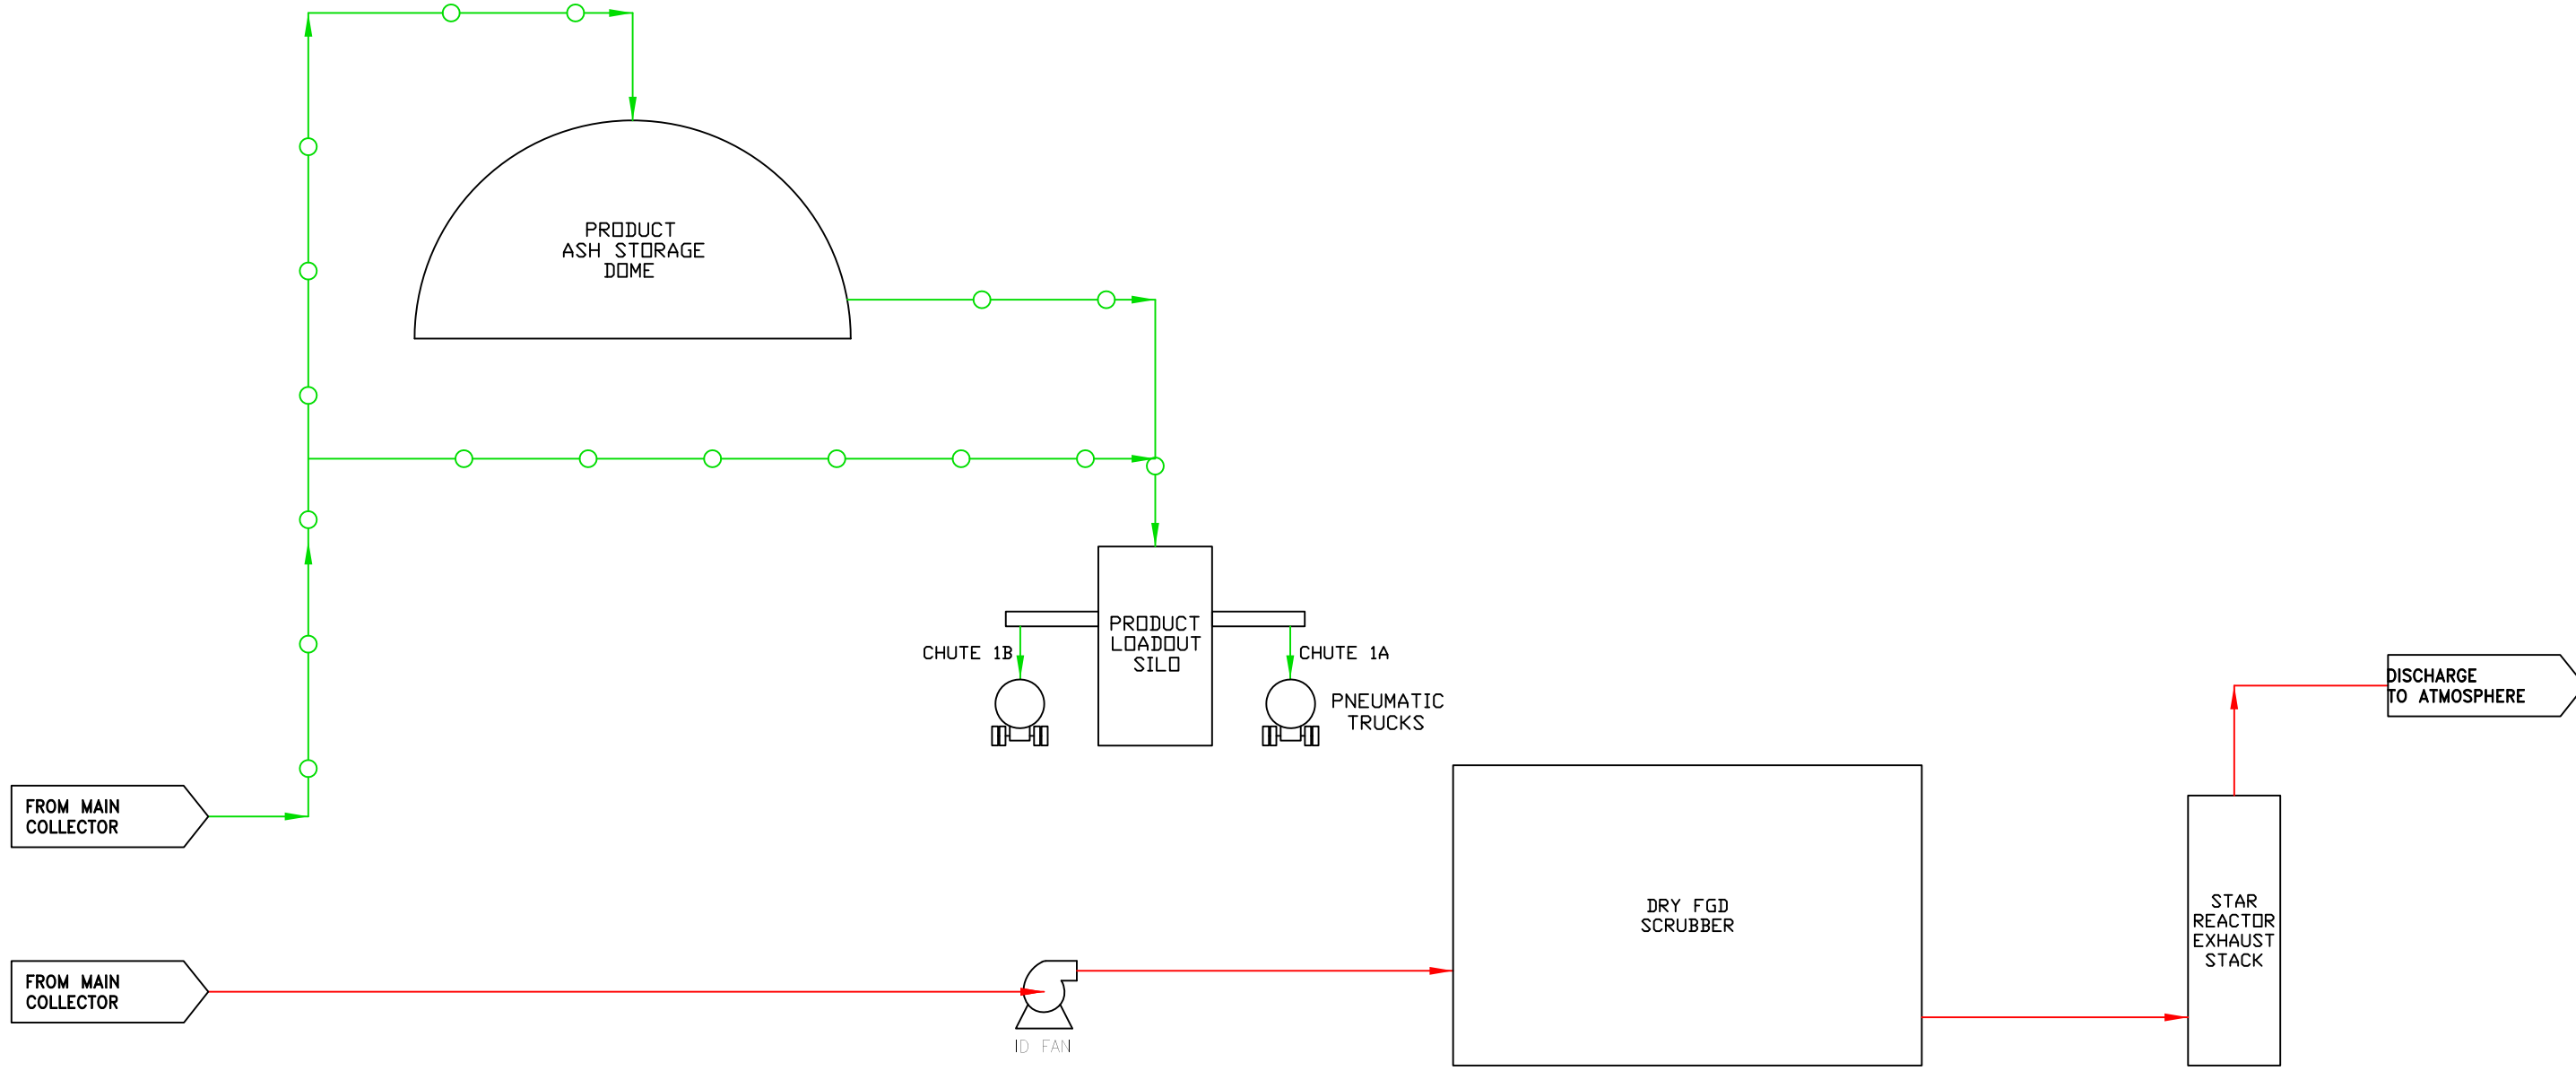 PRODUCT
ASH STORAGE
DOME
PRODUCT
LOADOUT
SILO
CHUTE 1B
CHUTE 1A
PNEUMATIC
TRUCKS
DISCHARGE
TO ATMOSPHERE
FROM MAIN
COLLECTOR
DRY FGD
SCRUBBER
STAR
REACTOR
EXHAUST
STACK
FROM MAIN
COLLECTOR
ID FAN